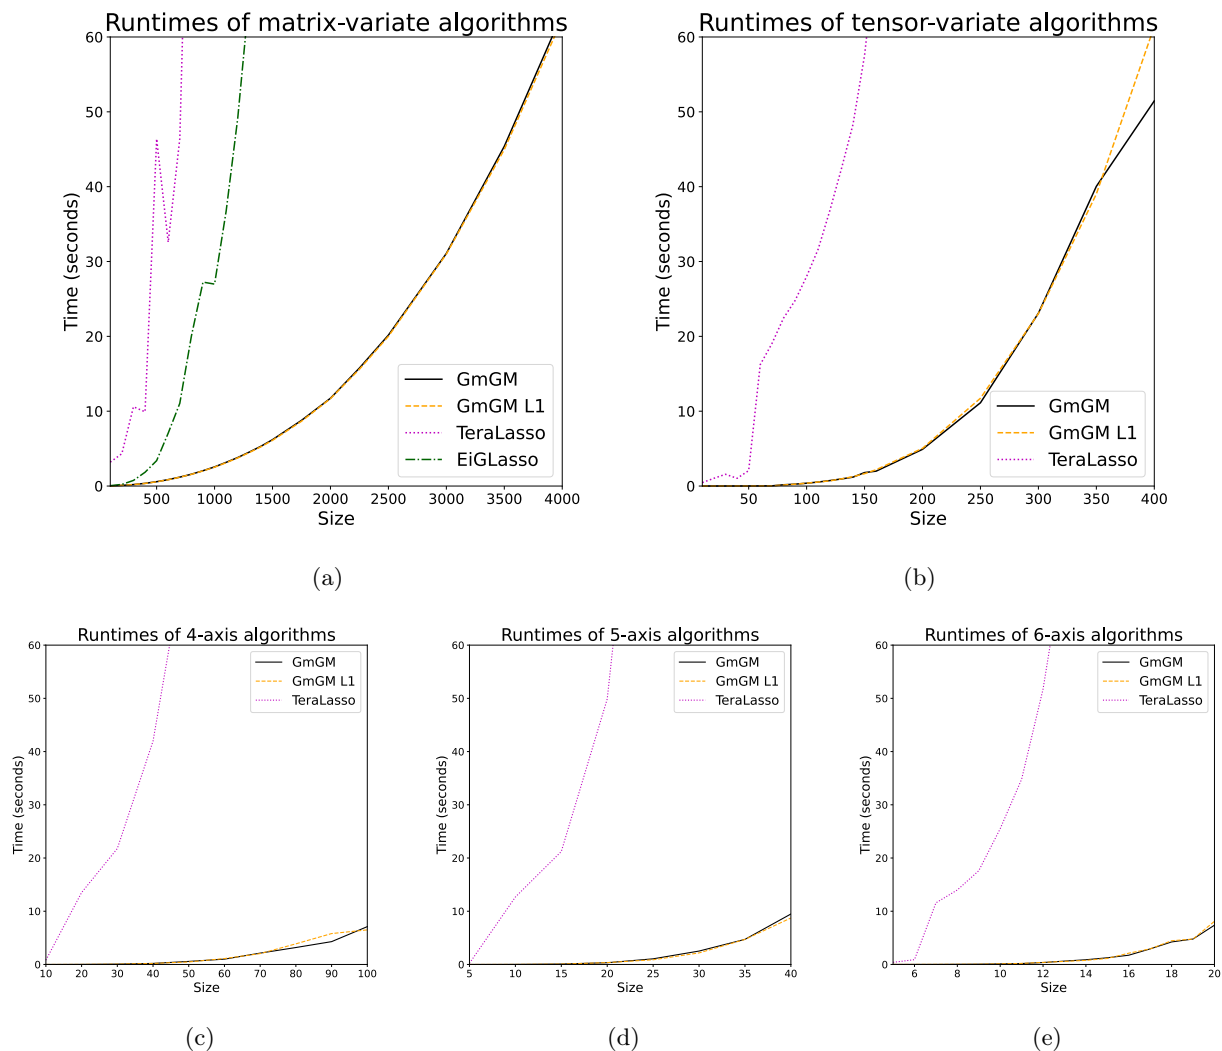 Runtimes of matrix-variate algorithms
60
50
40
30
20
10
0
Time (seconds)
500 1000 1500 2000 2500 3000 3500 4000
Size
GmGM
GmGM L1
TeraLasso
EiGLasso
(a)
Runtimes of tensor-variate algorithms
60
50
40
30
20
10
0
Time (seconds)
50 100 150 200 250 300 350 400
Size
GmGM
GmGM L1
TeraLasso
(b)
Runtimes of 4-axis algorithms
60
50
40
30
20
10
0
Time (seconds)
10 20 30 40 50 60 70 80 90 100
Size
GmGM
GmGM L1
TeraLasso
(c)
Runtimes of 5-axis algorithms
60
50
40
30
20
10
0
Time (seconds)
5 10 15 20 25 30 35 40
Size
GmGM
GmGM L1
TeraLasso
(d)
Runtimes of 6-axis algorithms
60
50
40
30
20
10
0
Time (seconds)
6 8 10 12 14 16 18 20
Size
GmGM
GmGM L1
TeraLasso
(e)